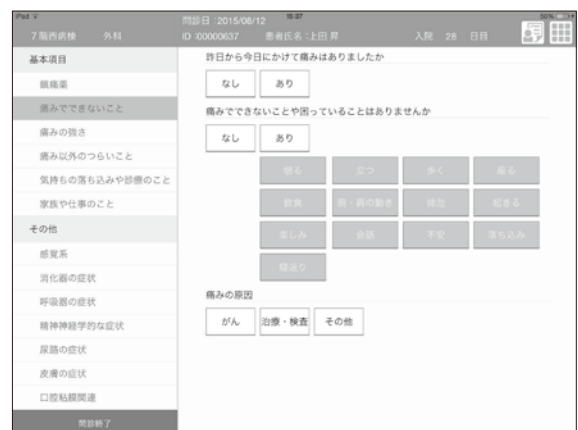 iPad
16:37
50%
問診日:2015/06/12
7階西病棟 外科 ID:00000637 患者氏名:上田 昇 入院 28 日目
基本項目
鎮痛薬
痛みでできないこと
痛みの強さ
痛み以外のつらいこと
気持ちの落ち込みや診療のこと
家族や仕事のこと
その他
感覚系
消化器の症状
呼吸器の症状
精神神経学的な症状
尿路の症状
皮膚の症状
口腔粘膜関連
問診終了
昨日から今日にかけて痛みはありましたか
なし あり
痛みでできないことや困っていることはありませんか
なし あり
眠る 立つ 歩く 座る
飲食 腕・肩の動き 排泄 起きる
楽しみ 会話 不安 落ち込み
寝返り
痛みの原因
がん 治療・検査 その他